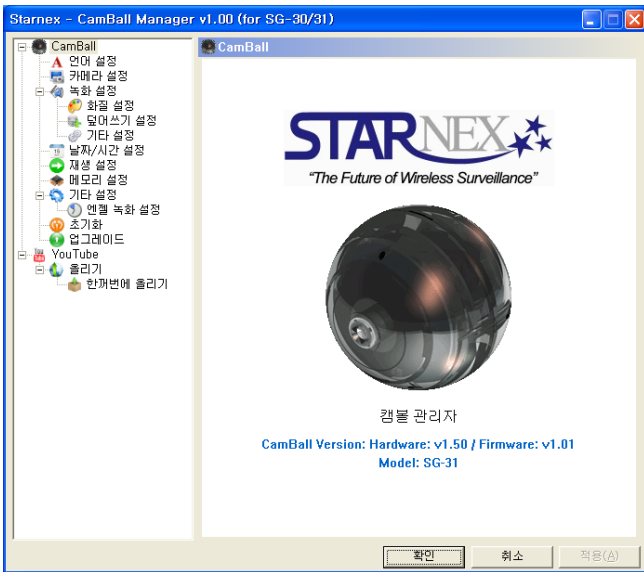 Starnex - CamBall Manager v1.00 (for SG-30/31)
CamBall
언어 설정
카메라 설정
녹화 설정
화질 설정
덮어쓰기 설정
기타 설정
날짜/시간 설정
재생 설정
메모리 설정
기타 설정
엔젤 녹화 설정
초기화
업그레이드
YouTube
올리기
한꺼번에 올리기
CamBall
STARNEX
"The Future of Wireless Surveillance"
캠볼 관리자
CamBall Version: Hardware: v1.50 / Firmware: v1.01
Model: SG-31
확인
취소
적용(A)